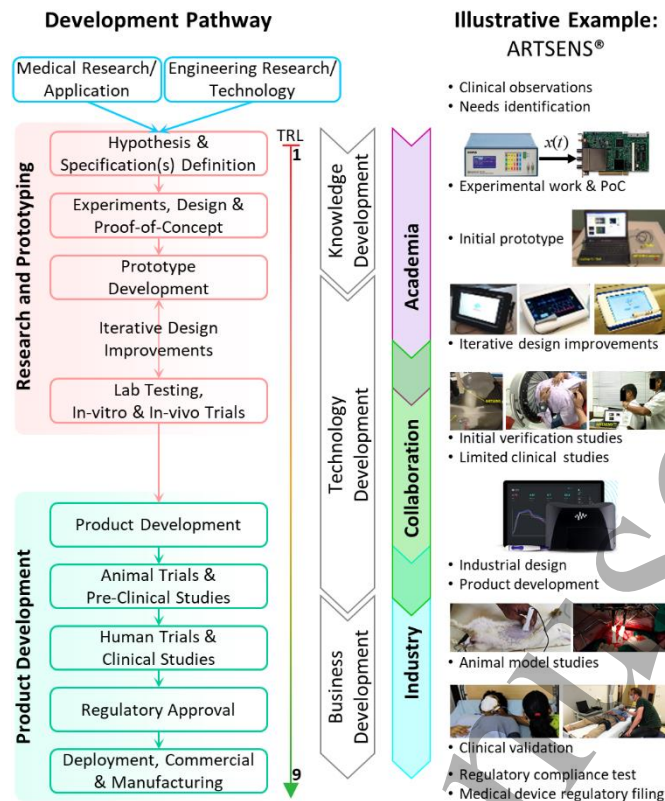 Development Pathway
Medical Research/
Application
Engineering Research/
Technology
Research and Prototyping
Hypothesis &
Specification(s) Definition
Experiments, Design &
Proof-of-Concept
Prototype
Development
Iterative Design
Improvements
Lab Testing,
In-vitro & In-vivo Trials
Product Development
Product Development
Animal Trials &
Pre-Clinical Studies
Human Trials &
Clinical Studies
Regulatory Approval
Deployment, Commercial
& Manufacturing
TRL
1
9
Knowledge
Development
Technology
Development
Business
Development
Academia
Collaboration
Industry
Illustrative Example:
ARTSENS®
• Clinical observations
• Needs identification
x(t)
• Experimental work & PoC
• Initial prototype
• Iterative design improvements
• Initial verification studies
• Limited clinical studies
• Industrial design
• Product development
• Animal model studies
• Clinical validation
• Regulatory compliance test
• Medical device regulatory filing